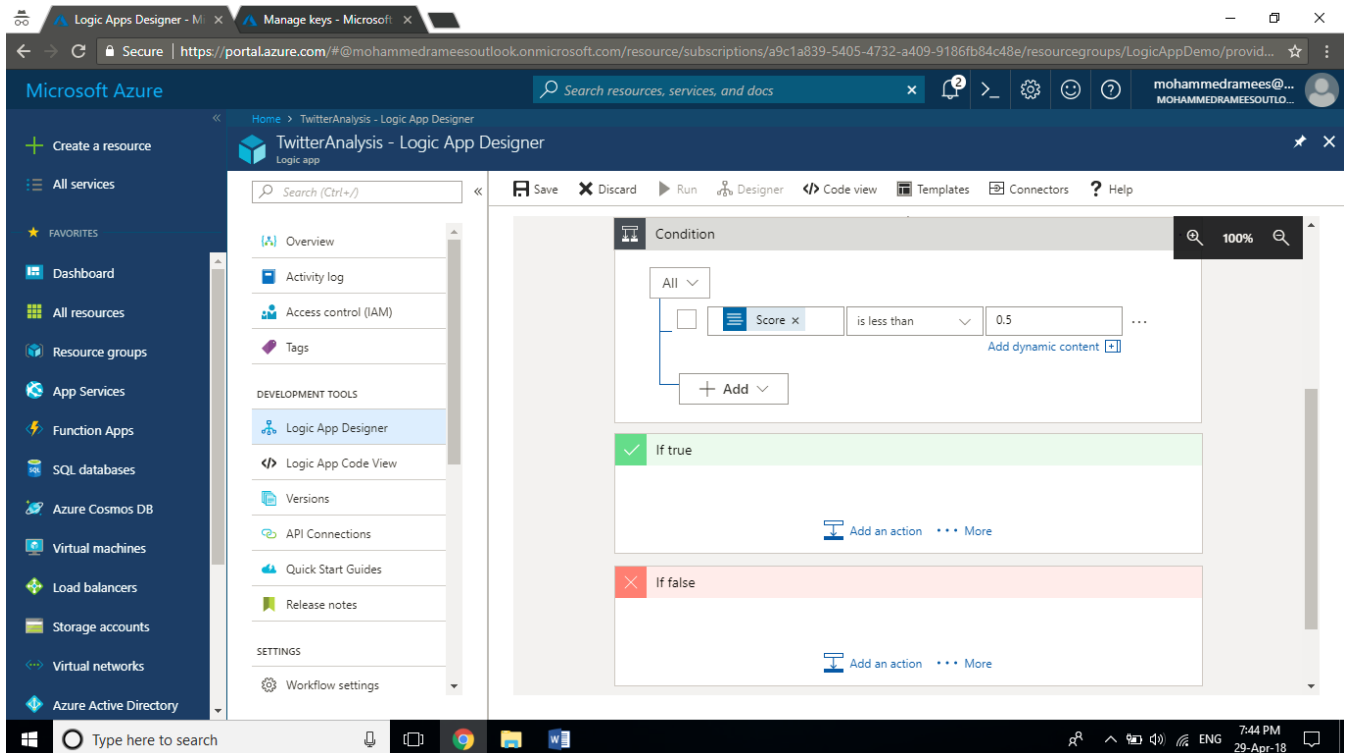 Logic Apps Designer - Mi
Manage keys - Microsoft
Secure | https://portal.azure.com/#@mohammedrameesoutlook.onmicrosoft.com/resource/subscriptions/a9c1a839-5405-4732-a409-9186fb84c48e/resourcegroups/LogicAppDemo/provid...
Microsoft Azure
Search resources, services, and docs
2
mohammedramees@...
MOHAMMEDRAMEESOUTLO...
Home > TwitterAnalysis - Logic App Designer
TwitterAnalysis - Logic App Designer
Logic app
Create a resource
All services
FAVORITES
Dashboard
All resources
Resource groups
App Services
Function Apps
SQL databases
Azure Cosmos DB
Virtual machines
Load balancers
Storage accounts
Virtual networks
Azure Active Directory
Search (Ctrl+/)
Overview
Activity log
Access control (IAM)
Tags
DEVELOPMENT TOOLS
Logic App Designer
Logic App Code View
Versions
API Connections
Quick Start Guides
Release notes
SETTINGS
Workflow settings
Save Discard Run Designer Code view Templates Connectors Help
Condition
100%
All
Score × is less than 0.5 ...
Add dynamic content
+ Add
If true
Add an action ••• More
If false
Add an action ••• More
Type here to search
ENG
7:44 PM
29-Apr-18